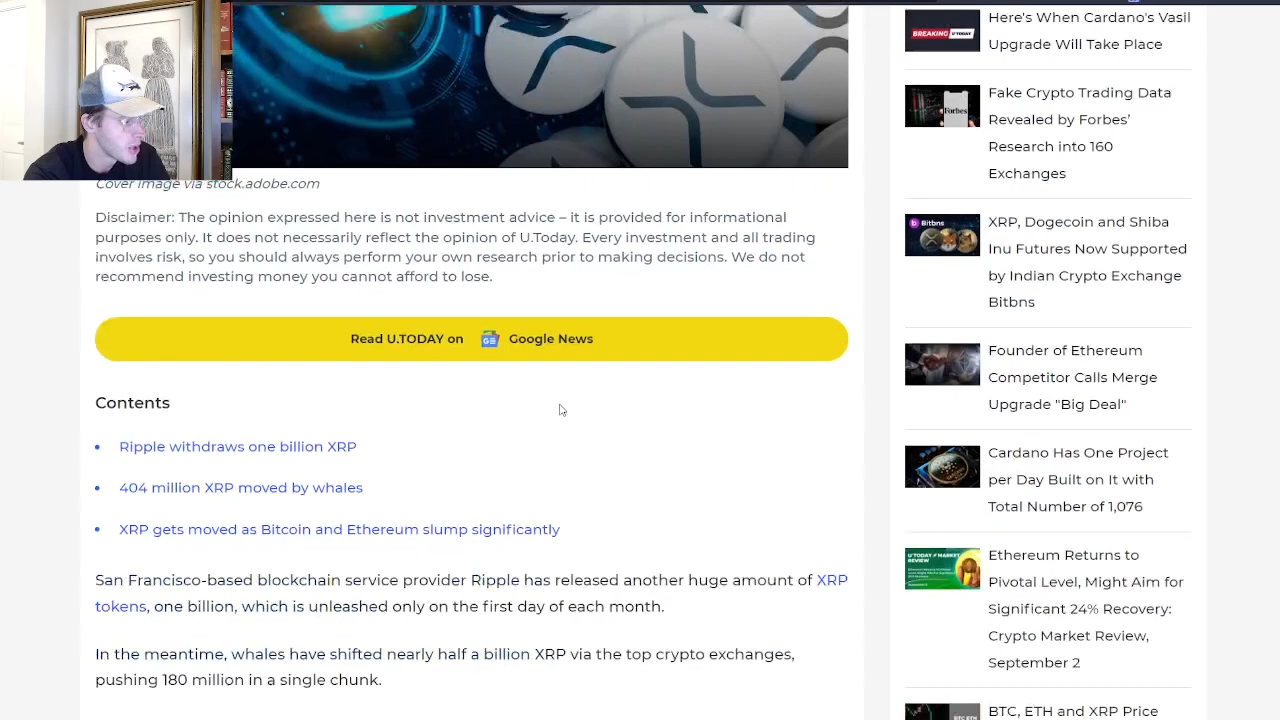 Cover image via stock.adobe.com
Disclaimer: The opinion expressed here is not investment advice – it is provided for informational
purposes only. It does not necessarily reflect the opinion of U.Today. Every investment and all trading
involves risk, so you should always perform your own research prior to making decisions. We do not
recommend investing money you cannot afford to lose.
Read U.TODAY on Google News
Contents
• Ripple withdraws one billion XRP
• 404 million XRP moved by whales
• XRP gets moved as Bitcoin and Ethereum slump significantly
San Francisco-based blockchain service provider Ripple has released another huge amount of XRP
tokens, one billion, which is unleashed only on the first day of each month.
In the meantime, whales have shifted nearly half a billion XRP via the top crypto exchanges,
pushing 180 million in a single chunk.
BREAKING U.TODAY
Here's When Cardano's Vasil
Upgrade Will Take Place
Forbes
Fake Crypto Trading Data
Revealed by Forbes'
Research into 160
Exchanges
Bitbns
XRP, Dogecoin and Shiba
Inu Futures Now Supported
by Indian Crypto Exchange
Bitbns
Founder of Ethereum
Competitor Calls Merge
Upgrade "Big Deal"
Cardano Has One Project
per Day Built on It with
Total Number of 1,076
U.TODAY MARKET
REVIEW
Ethereum Returns to
Pivotal Level, Might Aim for
Significant 24% Recovery:
Crypto Market Review,
September 2
BTC, ETH and XRP Price